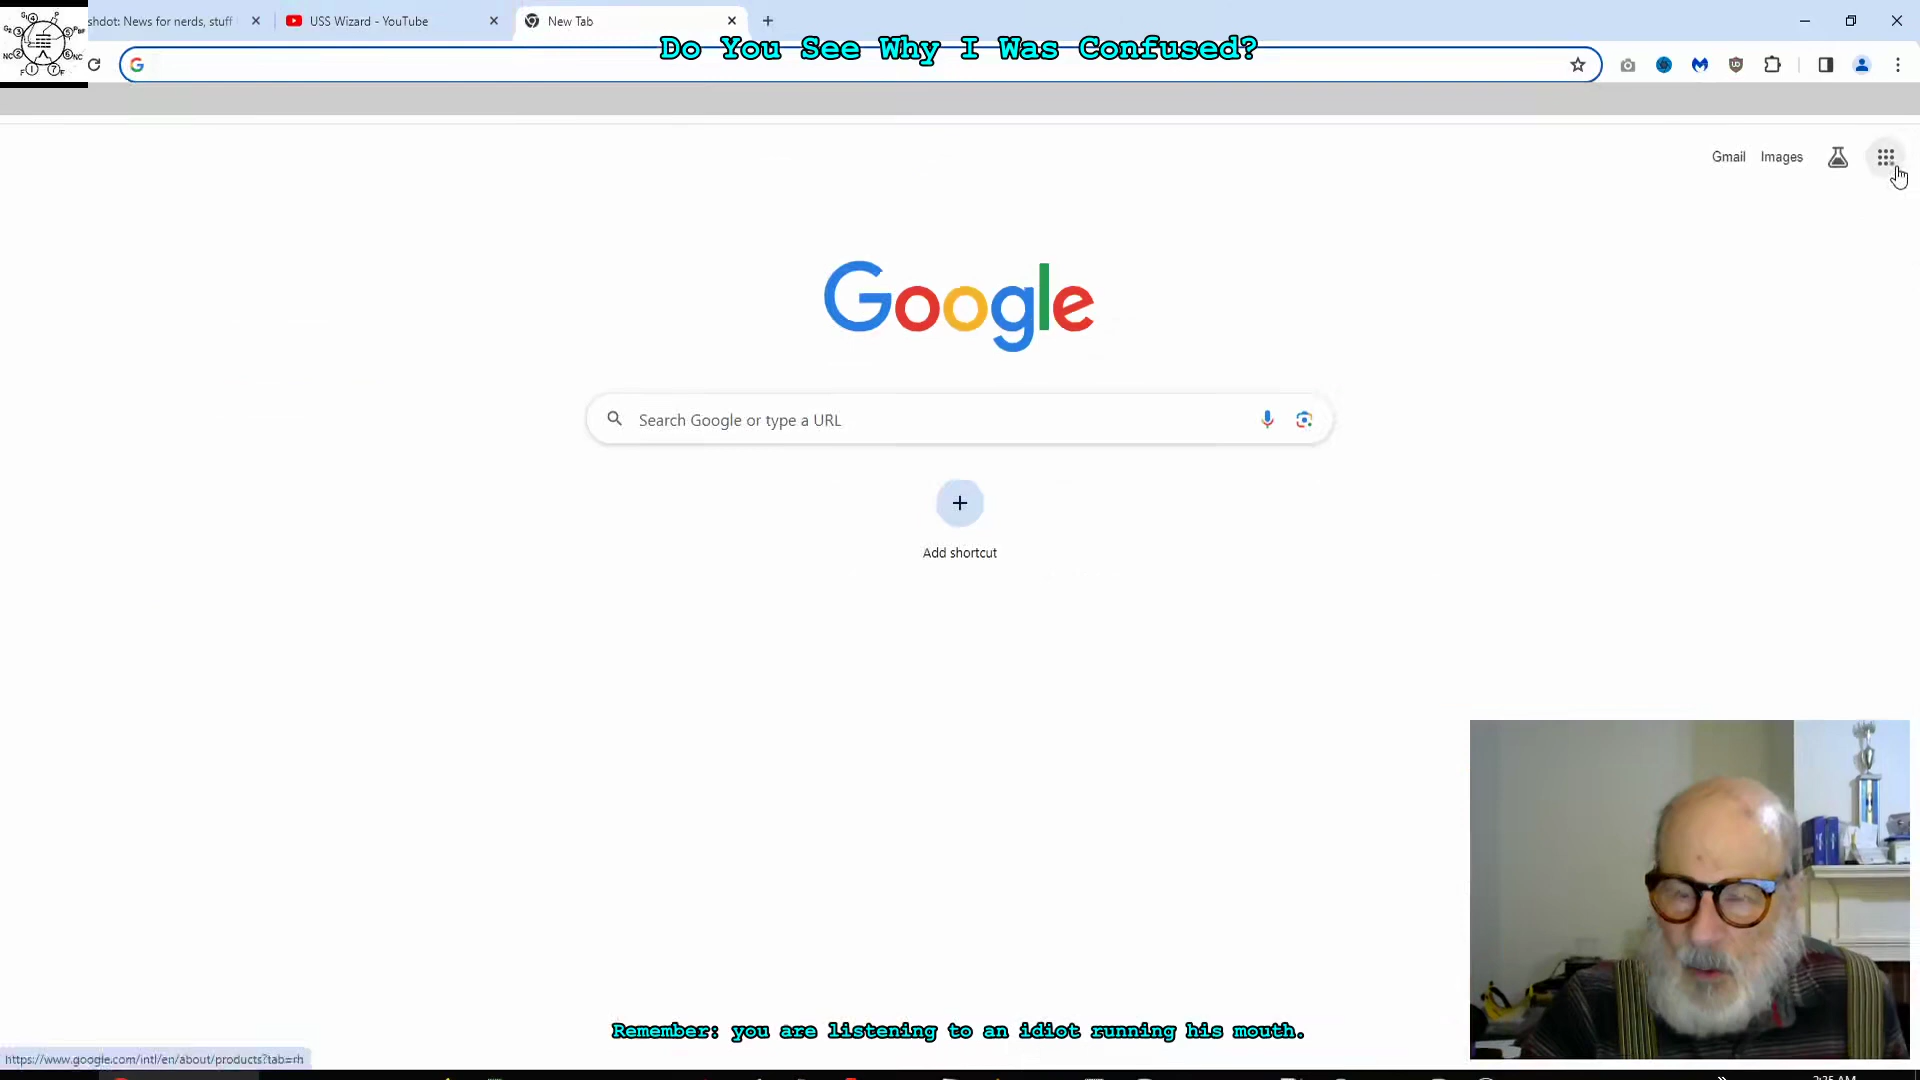 shdot: News for nerds, stuff
USS Wizard - YouTube
New Tab
Do You See Why I Was Confused?
Gmail
Images
Google
Search Google or type a URL
Add shortcut
Remember: you are listening to an idiot running his mouth.
https://www.google.com/intl/en/about/products?tab=rh